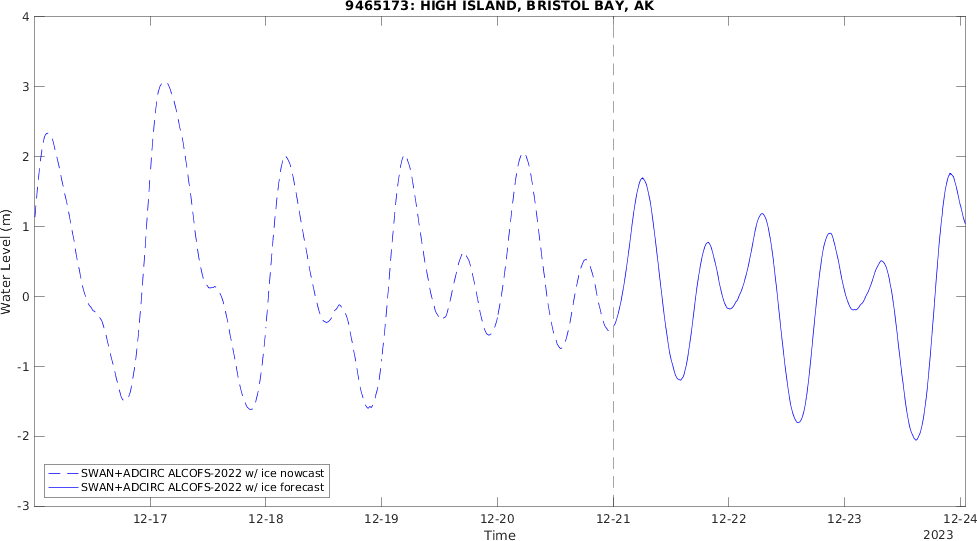 9465173: HIGH ISLAND, BRISTOL BAY, AK
4
3
2
1
0
-1
-2
-3
Water Level (m)
SWAN+ADCIRC ALCOFS-2022 w/ ice nowcast
SWAN+ADCIRC ALCOFS-2022 w/ ice forecast
12-17 12-18 12-19 12-20 12-21 12-22 12-23 12-24
Time
2023